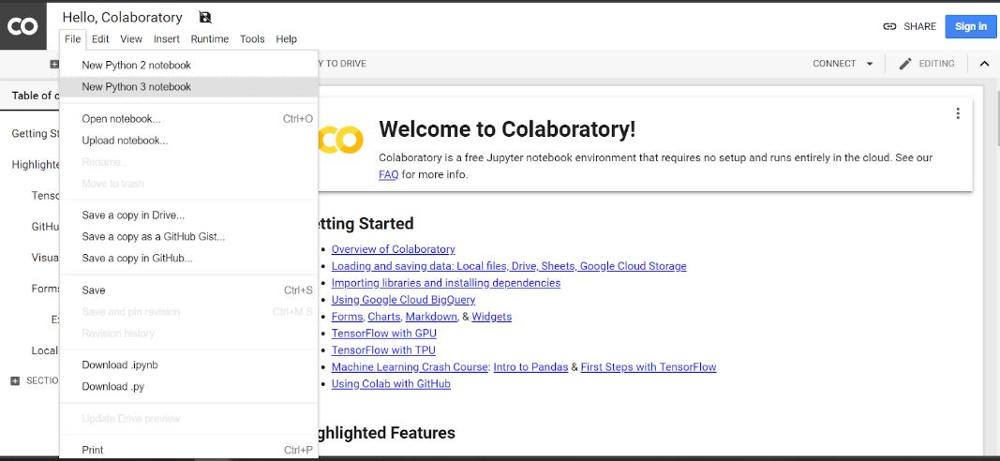 CO Hello, Colaboratory
SHARE Sign in
File Edit View Insert Runtime Tools Help
New Python 2 notebook
Y TO DRIVE CONNECT EDITING
New Python 3 notebook
Table of c
Open notebook... Ctrl+O
Getting St
Upload notebook...
Highlighte
Rename...
Move to trash
Tenso
Save a copy in Drive...
GitHu
Save a copy as a GitHub Gist...
Save a copy in GitHub...
Visua
Forms
Save Ctrl+S
Save and pin revision Ctrl+M S
E
Revision history
Local
Download .ipynb
SECTIO
Download .py
Update Drive preview
Print Ctrl+P
CO Welcome to Colaboratory!
Colaboratory is a free Jupyter notebook environment that requires no setup and runs entirely in the cloud. See our
FAQ for more info.
tting Started
Overview of Colaboratory
Loading and saving data: Local files, Drive, Sheets, Google Cloud Storage
Importing libraries and installing dependencies
Using Google Cloud BigQuery
Forms, Charts, Markdown, & Widgets
TensorFlow with GPU
TensorFlow with TPU
Machine Learning Crash Course: Intro to Pandas & First Steps with TensorFlow
Using Colab with GitHub
ghlighted Features